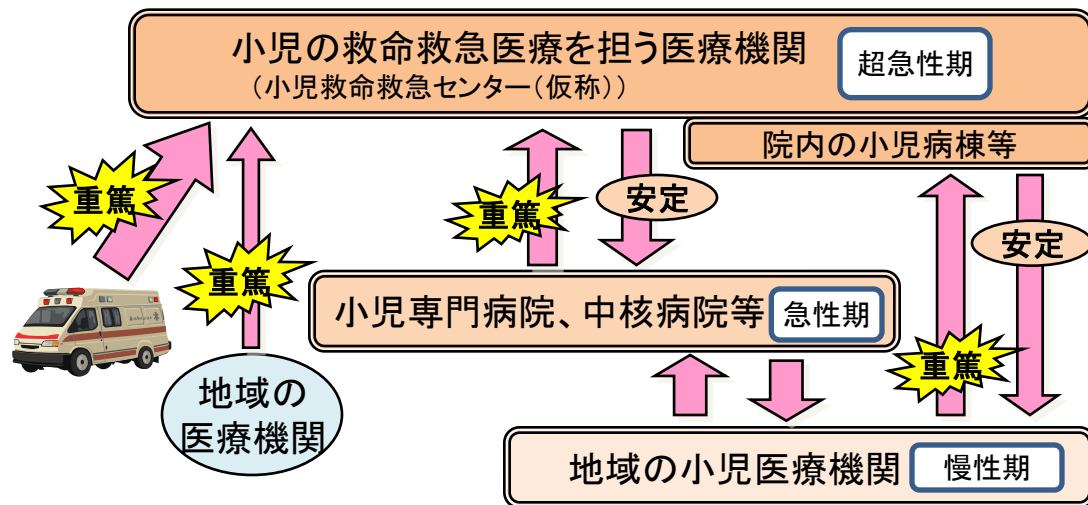 小児の救命救急医療を担う医療機関
（小児救命救急センター（仮称））
超急性期
院内の小児病棟等
重篤
重篤
重篤
安定
安定
小児専門病院、中核病院等
急性期
重篤
地域の
医療機関
地域の小児医療機関
慢性期